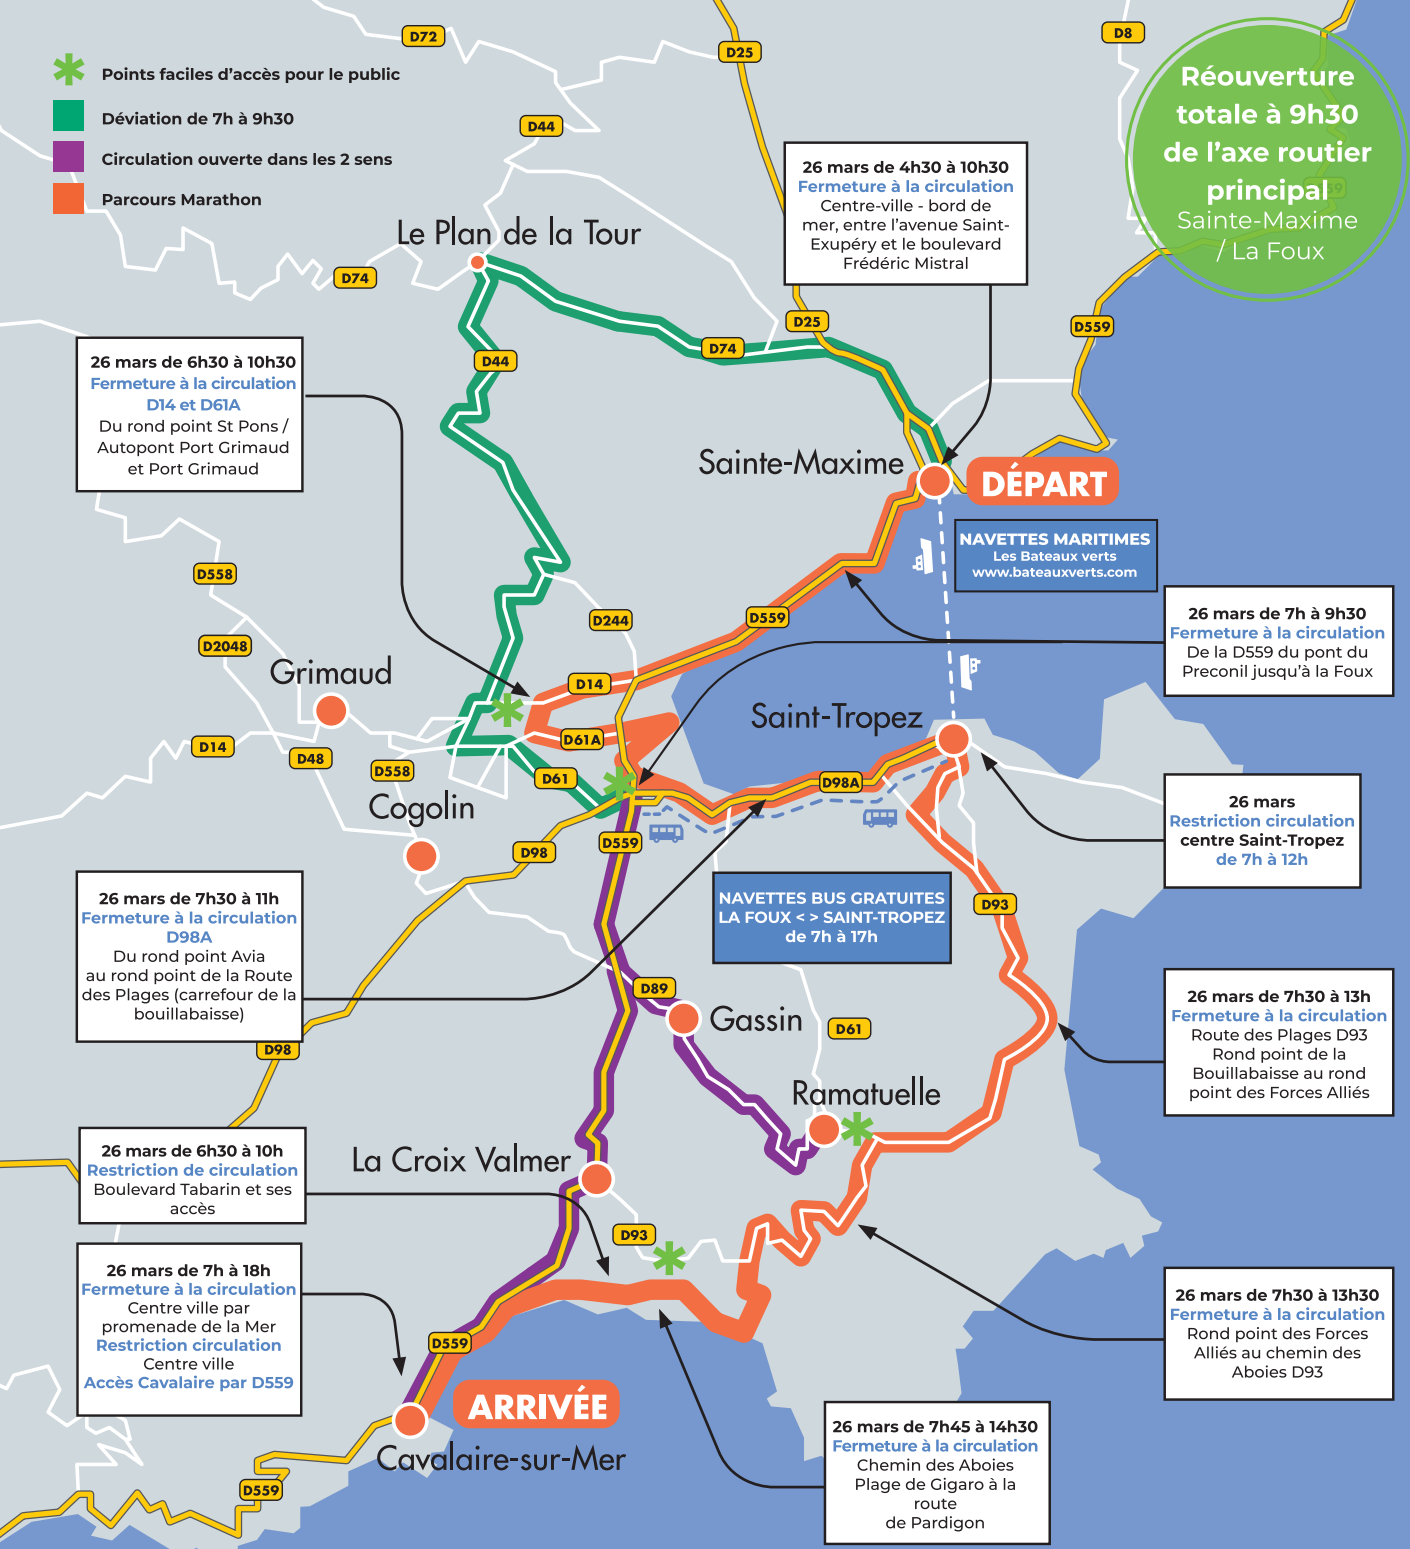 Points faciles d'accès pour le public
Déviation de 7h à 9h30
Circulation ouverte dans les 2 sens
Parcours Marathon
D72
D25
D8
D44
Réouverture
totale à 9h30
de l'axe routier
principal
Sainte-Maxime
/ La Foux
26 mars de 4h30 à 10h30
Fermeture à la circulation
Centre-ville - bord de
mer, entre l'avenue Saint-
Exupéry et le boulevard
Frédéric Mistral
Le Plan de la Tour
D74
D25
D559
D74
D44
26 mars de 6h30 à 10h30
Fermeture à la circulation
D14 et D61A
Du rond point St Pons /
Autopont Port Grimaud
et Port Grimaud
Sainte-Maxime
DÉPART
NAVETTES MARITIMES
Les Bateaux verts
www.bateauxverts.com
D558
D244
D559
D2048
26 mars de 7h à 9h30
Fermeture à la circulation
De la D559 du pont du
Preconil jusqu'à la Foux
Grimaud
D14
Saint-Tropez
D14
D48
D61A
D558
D61
D98A
Cogolin
26 mars
Restriction circulation
centre Saint-Tropez
de 7h à 12h
D559
D98
26 mars de 7h30 à 11h
Fermeture à la circulation
D98A
Du rond point Avia
au rond point de la Route
des Plages (carrefour de la
bouillabaisse)
NAVETTES BUS GRATUITES
LA FOUX < > SAINT-TROPEZ
de 7h à 17h
D93
D89
Gassin
D61
D98
26 mars de 7h30 à 13h
Fermeture à la circulation
Route des Plages D93
Rond point de la
Bouillabaisse au rond
point des Forces Alliés
Ramatuelle
26 mars de 6h30 à 10h
Restriction de circulation
Boulevard Tabarin et ses
accès
La Croix Valmer
D93
26 mars de 7h à 18h
Fermeture à la circulation
Centre ville par
promenade de la Mer
Restriction circulation
Centre ville
Accès Cavalaire par D559
26 mars de 7h30 à 13h30
Fermeture à la circulation
Rond point des Forces
Alliés au chemin des
Aboies D93
D559
ARRIVÉE
Cavalaire-sur-Mer
D559
26 mars de 7h45 à 14h30
Fermeture à la circulation
Chemin des Aboies
Plage de Gigaro à la
route
de Pardigon